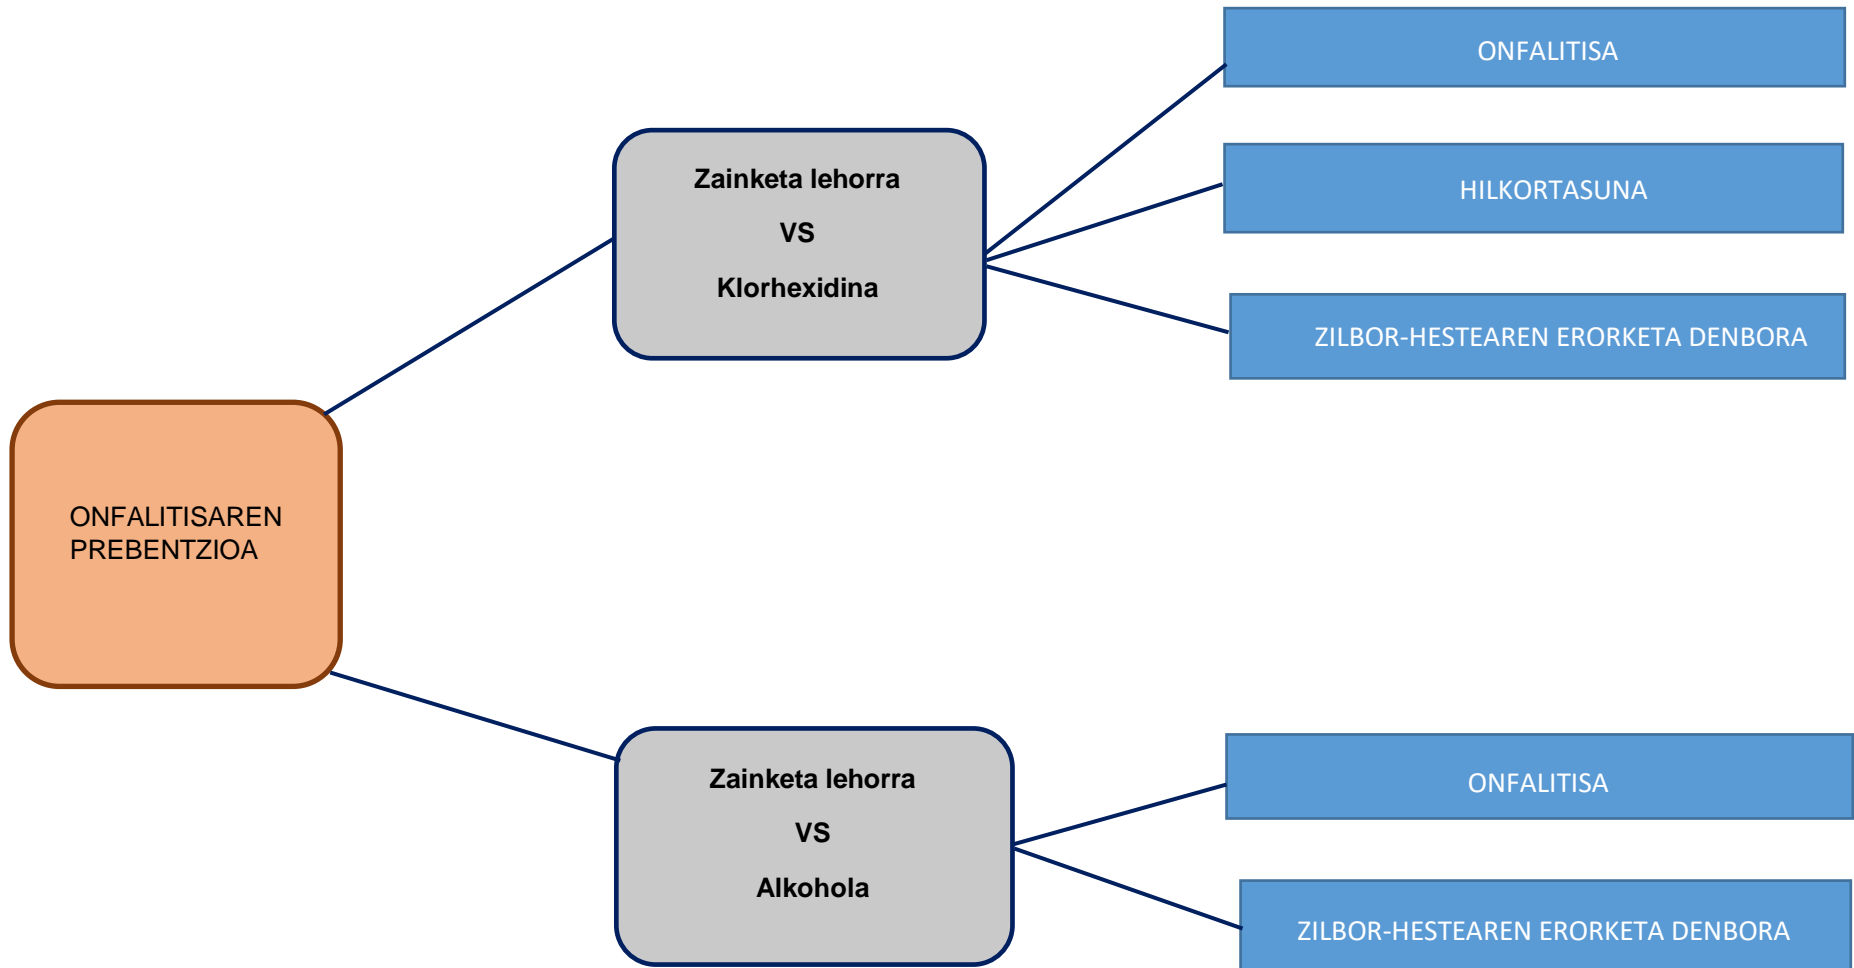 ONFALITISAREN
PREBENTZIOA
Zainketa lehorra
VS
Klorhexidina
ONFALITISA
HILKORTASUNA
ZILBOR-HESTEAREN ERORKETA DENBORA
Zainketa lehorra
VS
Alkohola
ONFALITISA
ZILBOR-HESTEAREN ERORKETA DENBORA